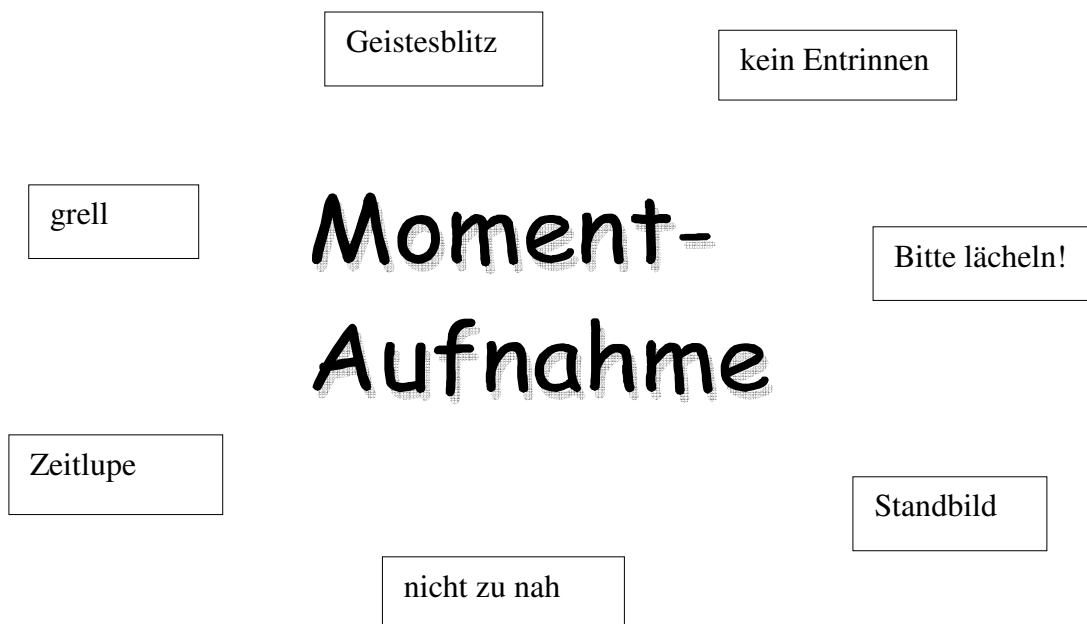 Geistesblitz
kein Entrinnen
grell
Moment-
Aufnahme
Bitte lächeln!
Zeitlupe
Standbild
nicht zu nah